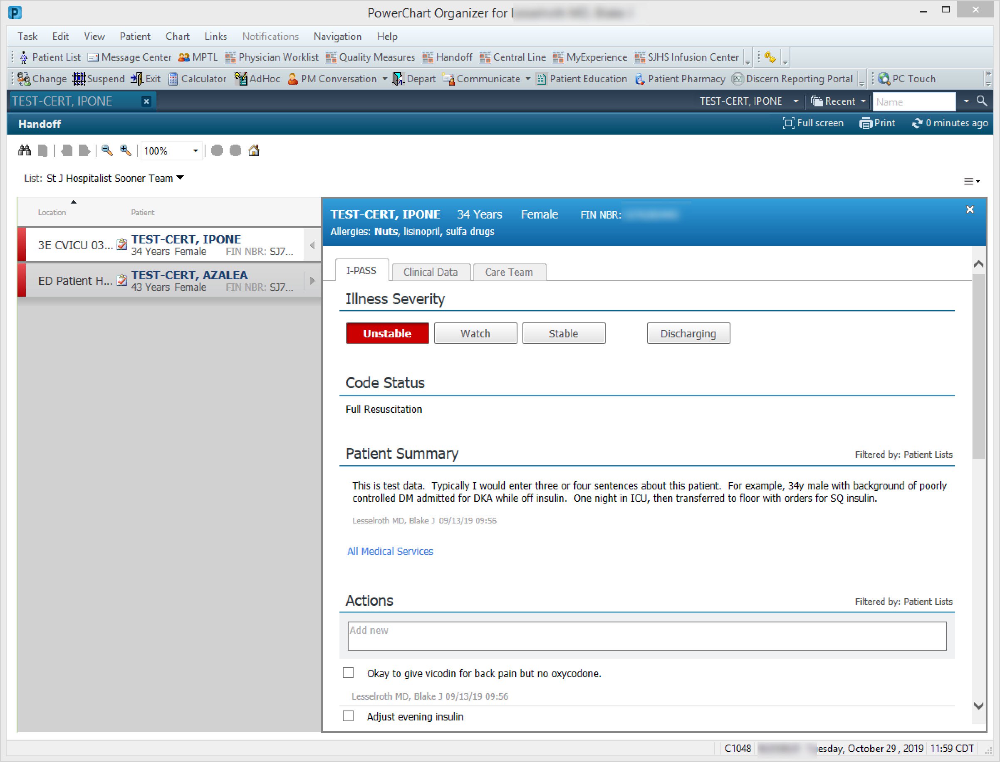 PowerChart Organizer for
Task Edit View Patient Chart Links Notifications Navigation Help
Patient List Message Center MPTL Physician Worklist Quality Measures Handoff Central Line MyExperience SJHS Infusion Center
Change Suspend Exit Calculator AdHoc PM Conversation Depart Communicate Patient Education Patient Pharmacy Discern Reporting Portal PC Touch
TEST-CERT, IPONE TEST-CERT, IPONE Recent Name
Handoff Full screen Print 0 minutes ago
100%
List: St J Hospitalist Sooner Team
Location Patient
3E CVICU 03... TEST-CERT, IPONE
34 Years Female FIN NBR: SJ7...
ED Patient H... TEST-CERT, AZALEA
43 Years Female FIN NBR: SJ7...
TEST-CERT, IPONE 34 Years Female FIN NBR:
Allergies: Nuts, lisinopril, sulfa drugs
I-PASS Clinical Data Care Team
Illness Severity
Unstable Watch Stable Discharging
Code Status
Full Resuscitation
Patient Summary Filtered by: Patient Lists
This is test data. Typically I would enter three or four sentences about this patient. For example, 34y male with background of poorly
controlled DM admitted for DKA while off insulin. One night in ICU, then transferred to floor with orders for SQ insulin.
Lesselroth MD, Blake J 09/13/19 09:56
All Medical Services
Actions Filtered by: Patient Lists
Add new
Okay to give vicodin for back pain but no oxycodone.
Lesselroth MD, Blake J 09/13/19 09:56
Adjust evening insulin
C1048 esday, October 29, 2019 11:59 CDT